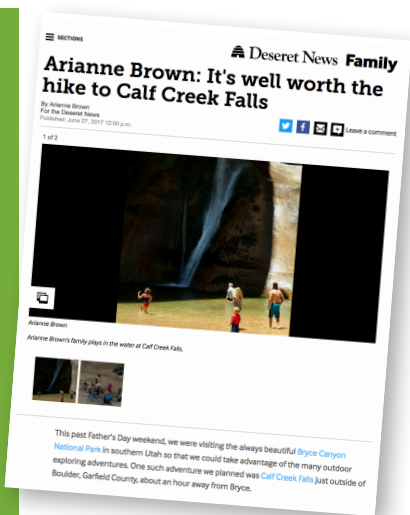 SECTIONS
Deseret News Family
Arianne Brown: It's well worth the
hike to Calf Creek Falls
By Arianne Brown
For the Deseret News
Published: June 27, 2017 12:00 p.m.
Leave a comment
1 of 2
Arianne Brown
Arianne Brown's family plays in the water at Calf Creek Falls.
This past Father's Day weekend, we were visiting the always beautiful Bryce Canyon
National Park in southern Utah so that we could take advantage of the many outdoor
exploring adventures. One such adventure we planned was Calf Creek Falls just outside of
Boulder, Garfield County, about an hour away from Bryce.